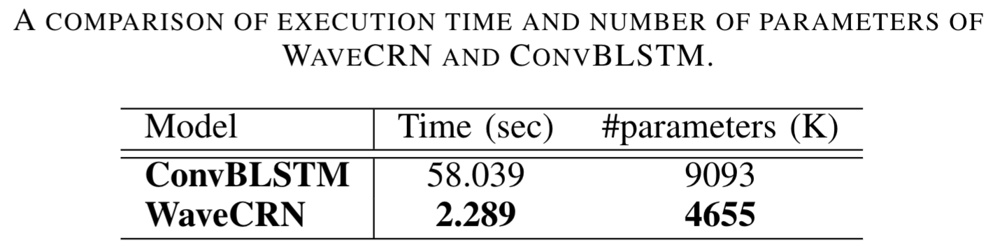 A COMPARISON OF EXECUTION TIME AND NUMBER OF PARAMETERS OF
WAVECRN AND CONVBLSTM.
Model Time (sec) #parameters (K)
ConvBLSTM 58.039 9093
WaveCRN 2.289 4655